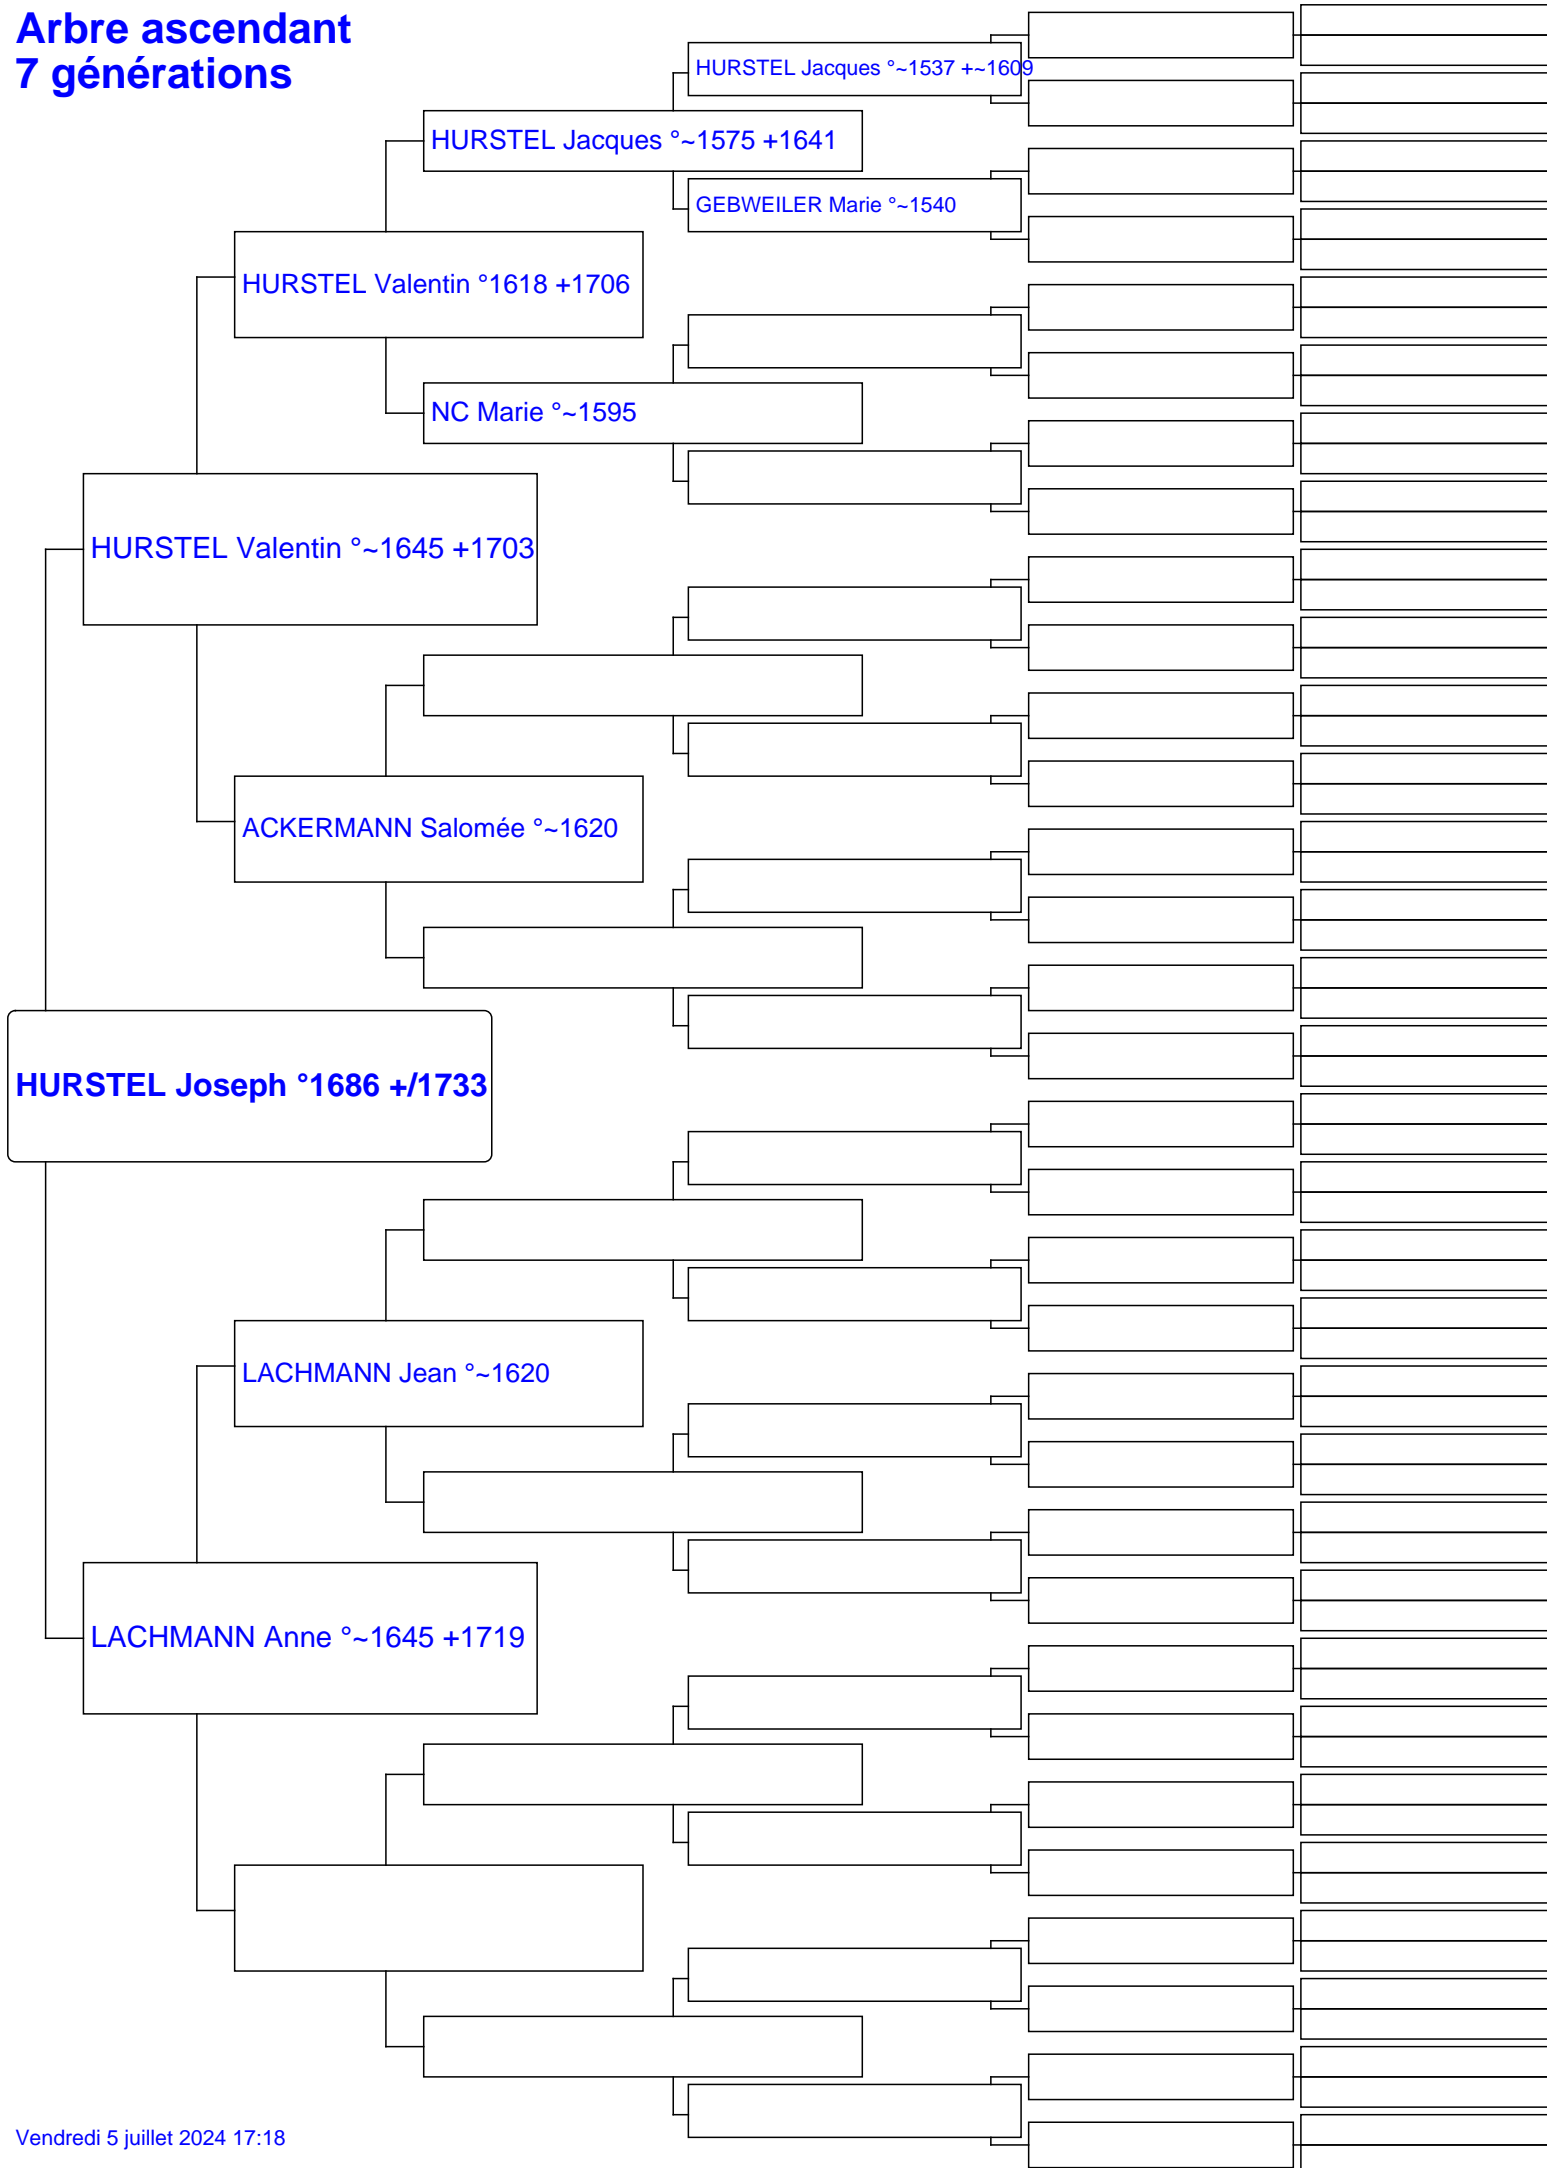 Arbre ascendant
7 générations
HURSTEL Jacques °~1537 +~1609
HURSTEL Jacques °~1575 +1641
GEBWEILER Marie °~1540
HURSTEL Valentin °1618 +1706
NC Marie °~1595
HURSTEL Valentin °~1645 +1703
ACKERMANN Salomée °~1620
HURSTEL Joseph °1686 +/1733
LACHMANN Jean °~1620
LACHMANN Anne °~1645 +1719
Vendredi 5 juillet 2024 17:18